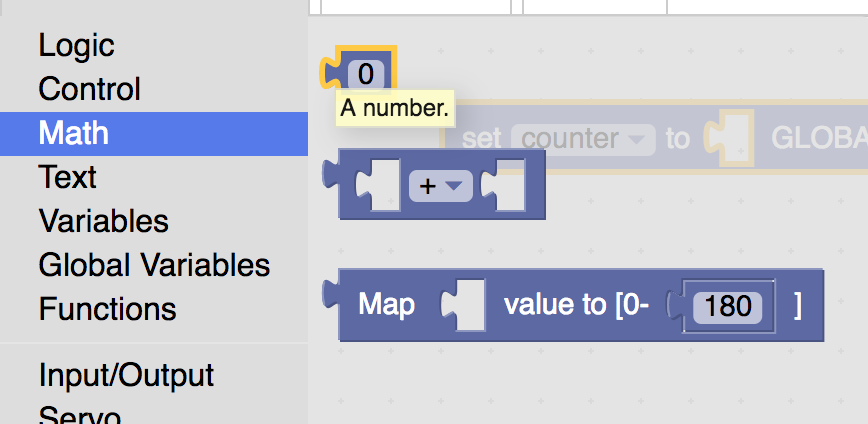 Logic
Control
Math
Text
Variables
Global Variables
Functions
Input/Output
Servo
0
A number.
set counter to GLOBA
+
Map value to [0- 180 ]